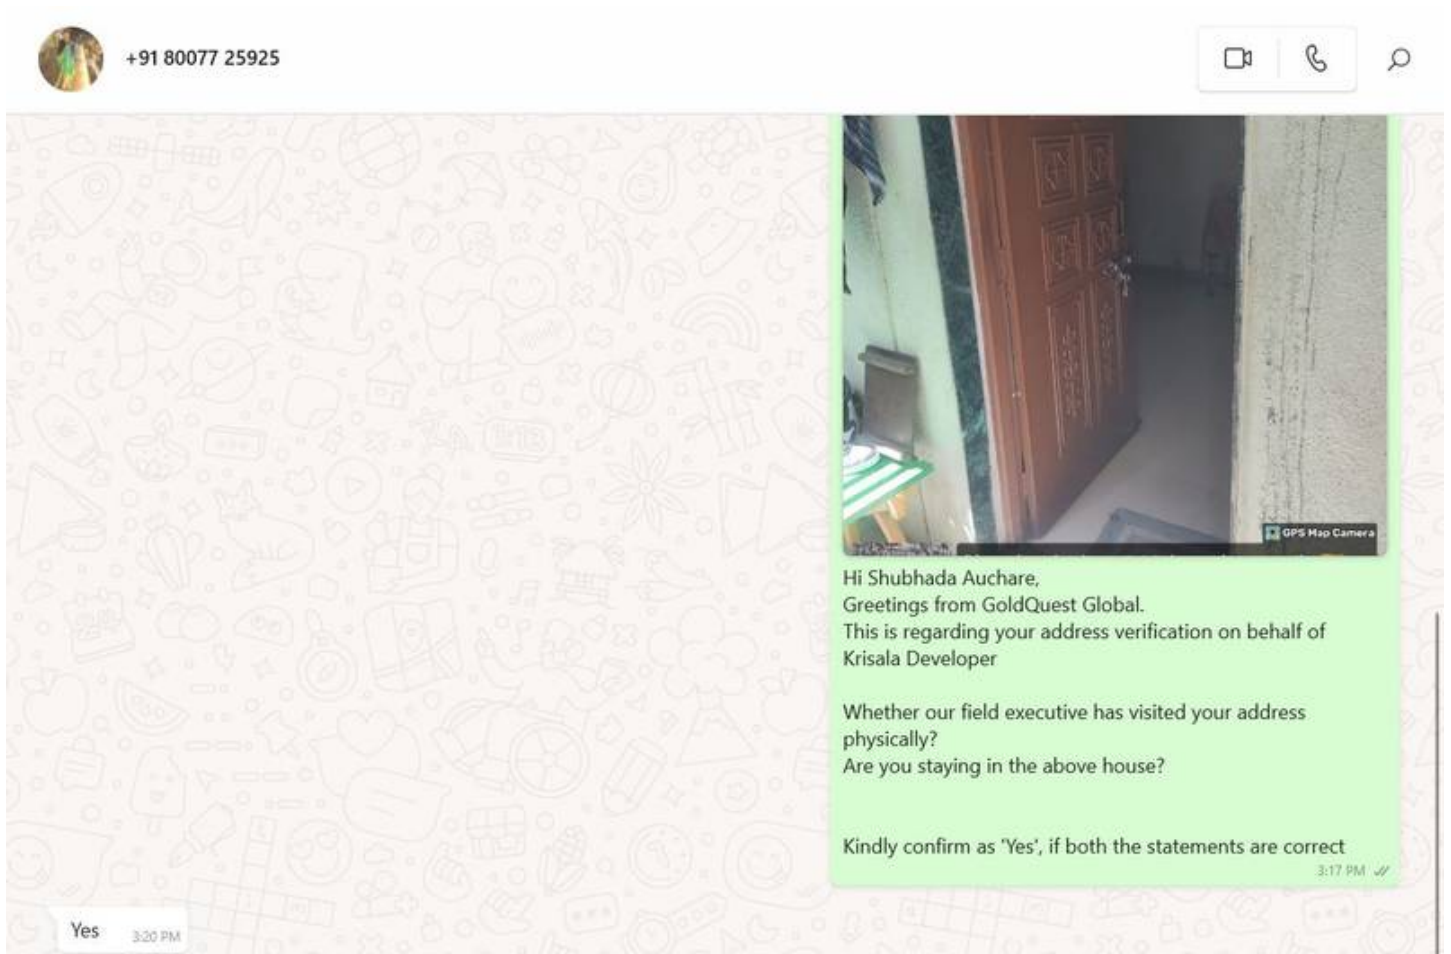 +91 80077 25925
GPS Map Camera
Hi Shubhada Auchare,
Greetings from GoldQuest Global.
This is regarding your address verification on behalf of
Krisala Developer
Whether our field executive has visited your address
physically?
Are you staying in the above house?
Kindly confirm as 'Yes', if both the statements are correct
3:17 PM
Yes
3:20 PM